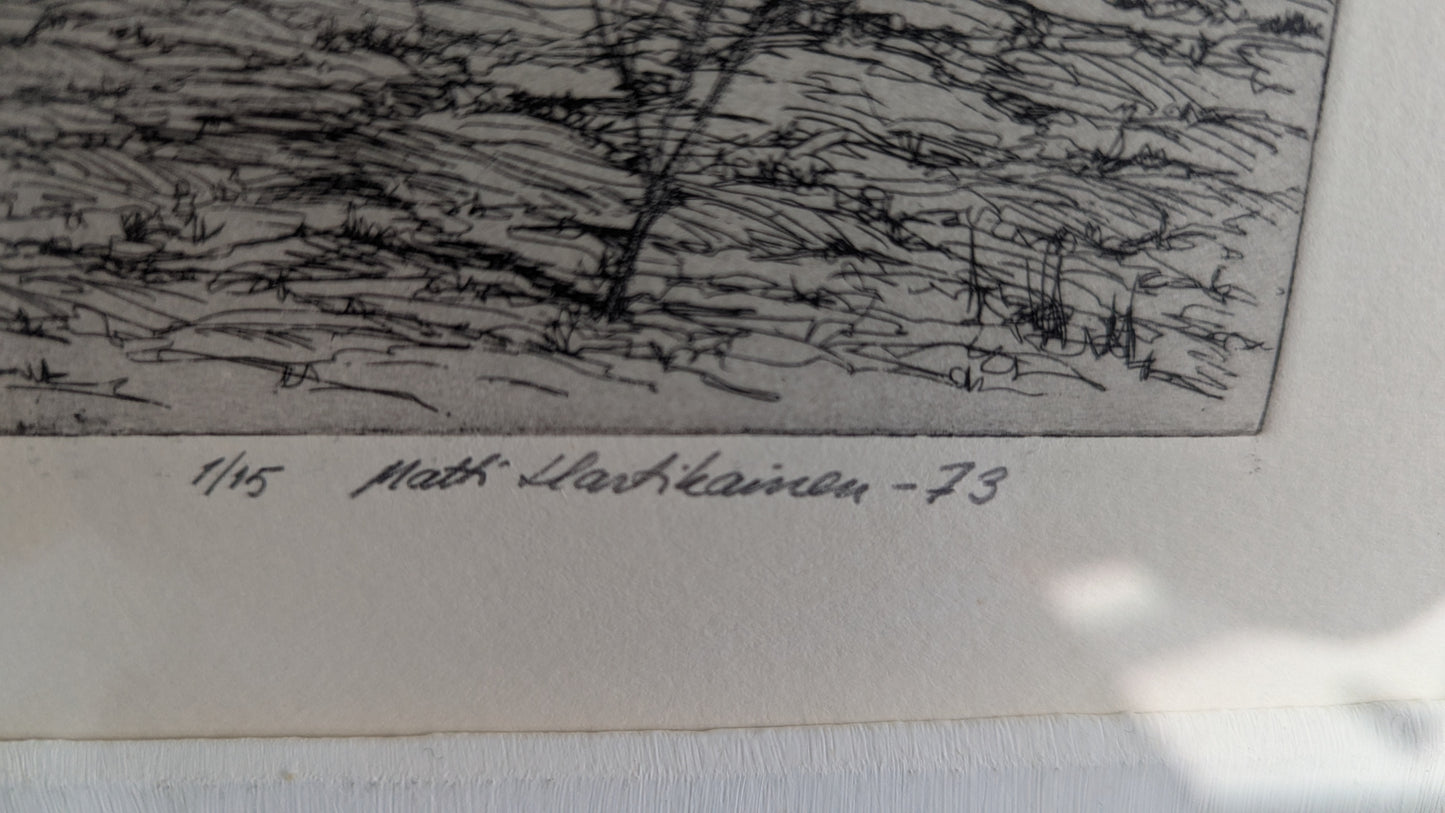 1/15 Matti Hartikainen -73